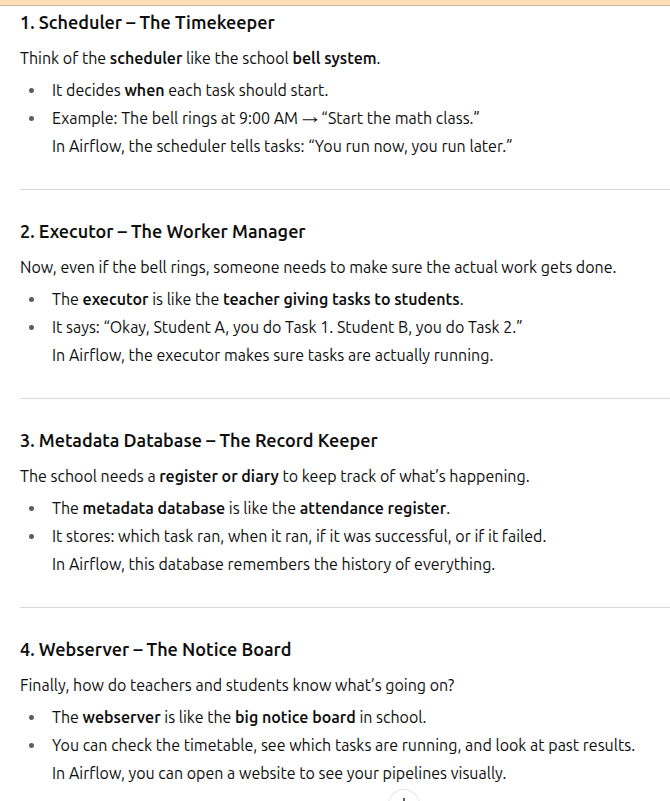 1. Scheduler – The Timekeeper
Think of the scheduler like the school bell system.
• It decides when each task should start.
• Example: The bell rings at 9:00 AM → “Start the math class.”
In Airflow, the scheduler tells tasks: “You run now, you run later.”
2. Executor – The Worker Manager
Now, even if the bell rings, someone needs to make sure the actual work gets done.
• The executor is like the teacher giving tasks to students.
• It says: “Okay, Student A, you do Task 1. Student B, you do Task 2.”
In Airflow, the executor makes sure tasks are actually running.
3. Metadata Database – The Record Keeper
The school needs a register or diary to keep track of what’s happening.
• The metadata database is like the attendance register.
• It stores: which task ran, when it ran, if it was successful, or if it failed.
In Airflow, this database remembers the history of everything.
4. Webserver – The Notice Board
Finally, how do teachers and students know what’s going on?
• The webserver is like the big notice board in school.
• You can check the timetable, see which tasks are running, and look at past results.
In Airflow, you can open a website to see your pipelines visually.